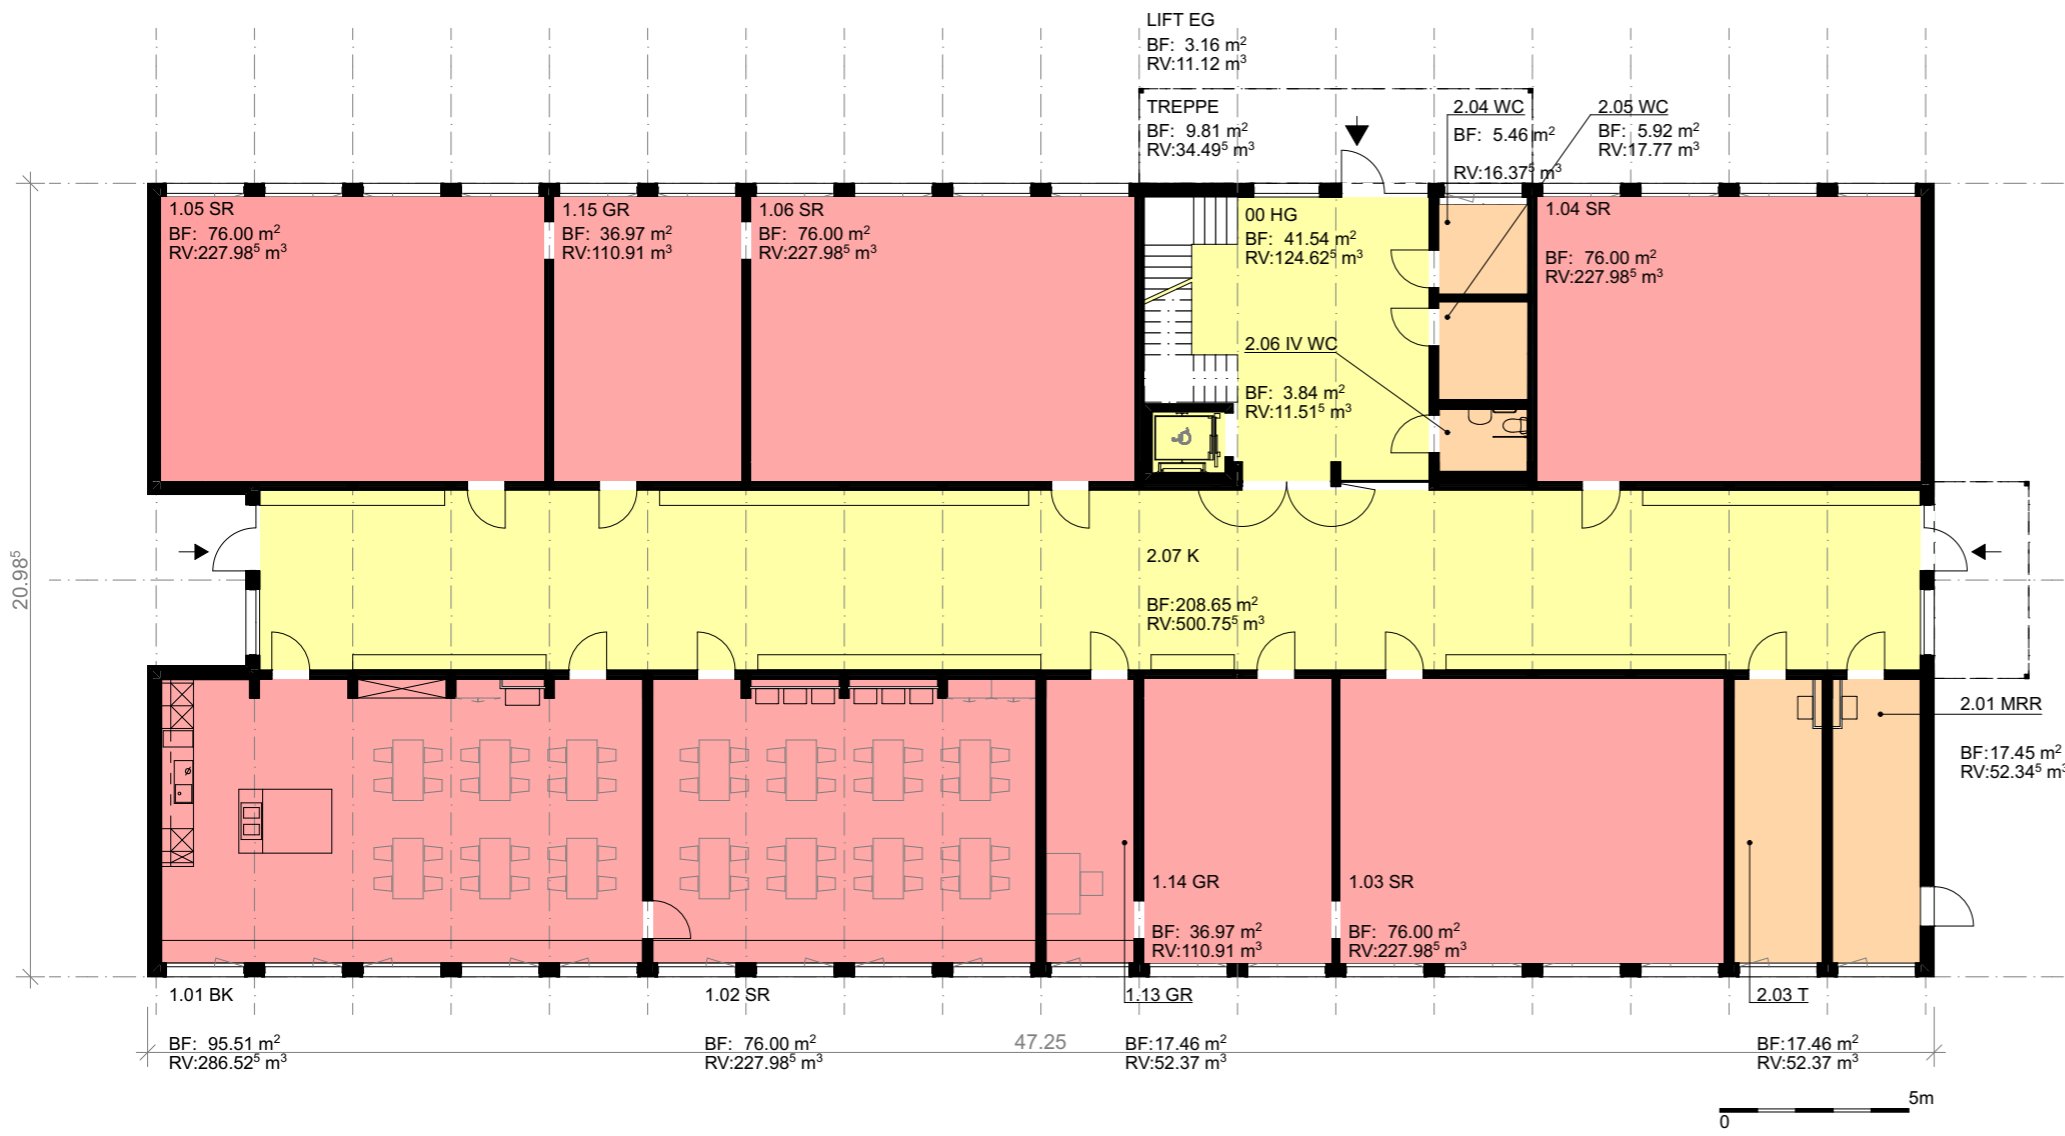 LIFT EG
BF: 3.16 m²
RV:11.12 m³
TREPPE
BF: 9.81 m²
RV:34.49⁵ m³
2.04 WC
BF: 5.46 m²
RV:16.37⁵ m³
2.05 WC
BF: 5.92 m²
RV:17.77 m³
1.05 SR
BF: 76.00 m²
RV:227.98⁵ m³
1.15 GR
BF: 36.97 m²
RV:110.91 m³
1.06 SR
BF: 76.00 m²
RV:227.98⁵ m³
00 HG
BF: 41.54 m²
RV:124.62⁵ m³
1.04 SR
BF: 76.00 m²
RV:227.98⁵ m³
2.06 IV WC
BF: 3.84 m²
RV:11.51⁵ m³
20.98⁵
2.07 K
BF:208.65 m²
RV:500.75⁵ m³
2.01 MRR
BF:17.45 m²
RV:52.34⁵ m³
1.14 GR
BF: 36.97 m²
RV:110.91 m³
1.03 SR
BF: 76.00 m²
RV:227.98⁵ m³
1.01 BK
BF: 95.51 m²
RV:286.52⁵ m³
1.02 SR
BF: 76.00 m²
RV:227.98⁵ m³
47.25
1.13 GR
BF:17.46 m²
RV:52.37 m³
2.03 T
BF:17.46 m²
RV:52.37 m³
5m
0